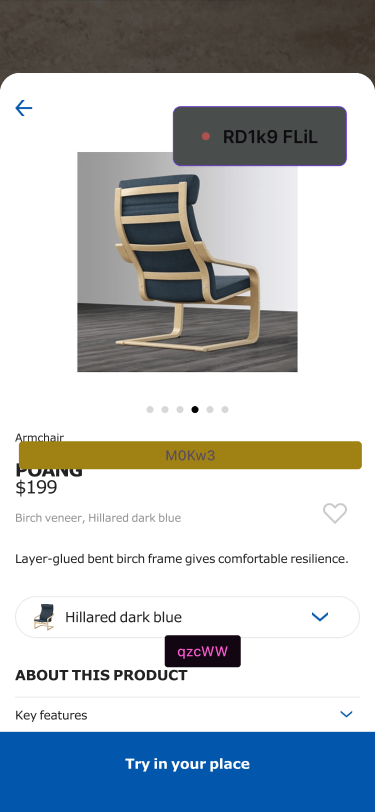 RD1k9 FLiL
Armchair
M0Kw3
POÄNG
$199
Birch veneer, Hillared dark blue
Layer-glued bent birch frame gives comfortable resilience.
Hillared dark blue
qzcWW
ABOUT THIS PRODUCT
Key features
Try in your place